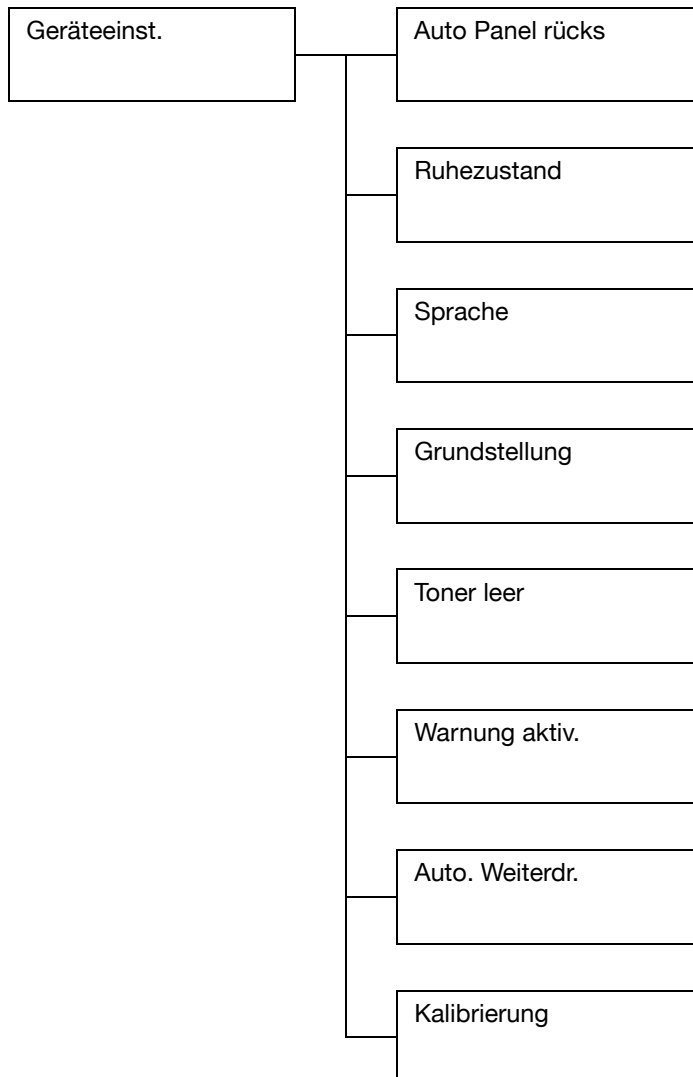 Geräteeinst.
Auto Panel rücks
Ruhezustand
Sprache
Grundstellung
Toner leer
Warnung aktiv.
Auto. Weiterdr.
Kalibrierung